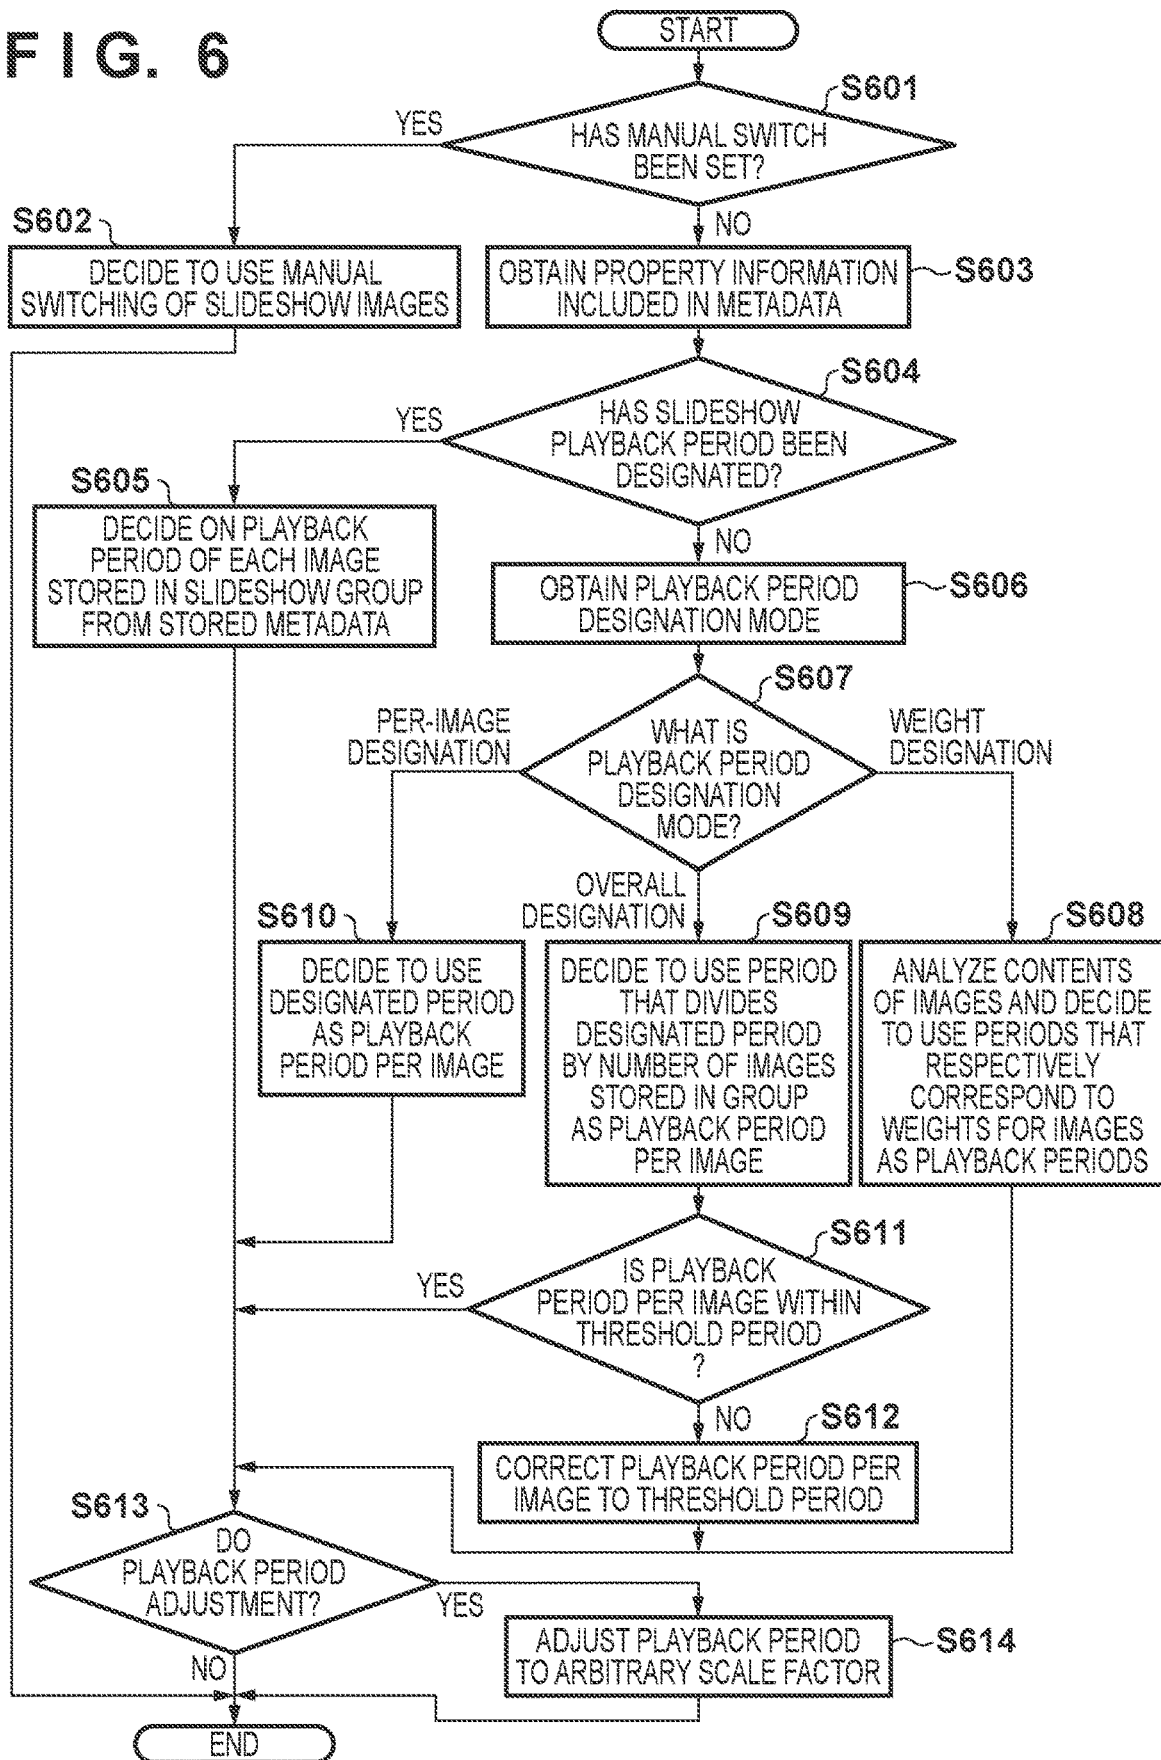 FIG. 6
START
S601
YES
HAS MANUAL SWITCH
BEEN SET?
NO
S602
DECIDE TO USE MANUAL
SWITCHING OF SLIDESHOW IMAGES
S603
OBTAIN PROPERTY INFORMATION
INCLUDED IN METADATA
S604
YES
HAS SLIDESHOW
PLAYBACK PERIOD BEEN
DESIGNATED?
NO
S605
DECIDE ON PLAYBACK
PERIOD OF EACH IMAGE
STORED IN SLIDESHOW GROUP
FROM STORED METADATA
S606
OBTAIN PLAYBACK PERIOD
DESIGNATION MODE
S607
PER-IMAGE
DESIGNATION
WHAT IS
PLAYBACK PERIOD
DESIGNATION
MODE?
WEIGHT
DESIGNATION
OVERALL
DESIGNATION
S610
DECIDE TO USE
DESIGNATED PERIOD
AS PLAYBACK
PERIOD PER IMAGE
S609
DECIDE TO USE PERIOD
THAT DIVIDES
DESIGNATED PERIOD
BY NUMBER OF IMAGES
STORED IN GROUP
AS PLAYBACK PERIOD
PER IMAGE
S608
ANALYZE CONTENTS
OF IMAGES AND DECIDE
TO USE PERIODS THAT
RESPECTIVELY
CORRESPOND TO
WEIGHTS FOR IMAGES
AS PLAYBACK PERIODS
S611
YES
IS PLAYBACK
PERIOD PER IMAGE WITHIN
THRESHOLD PERIOD
?
NO
S612
CORRECT PLAYBACK PERIOD PER
IMAGE TO THRESHOLD PERIOD
S613
DO
PLAYBACK PERIOD
ADJUSTMENT?
YES
NO
S614
ADJUST PLAYBACK PERIOD
TO ARBITRARY SCALE FACTOR
END